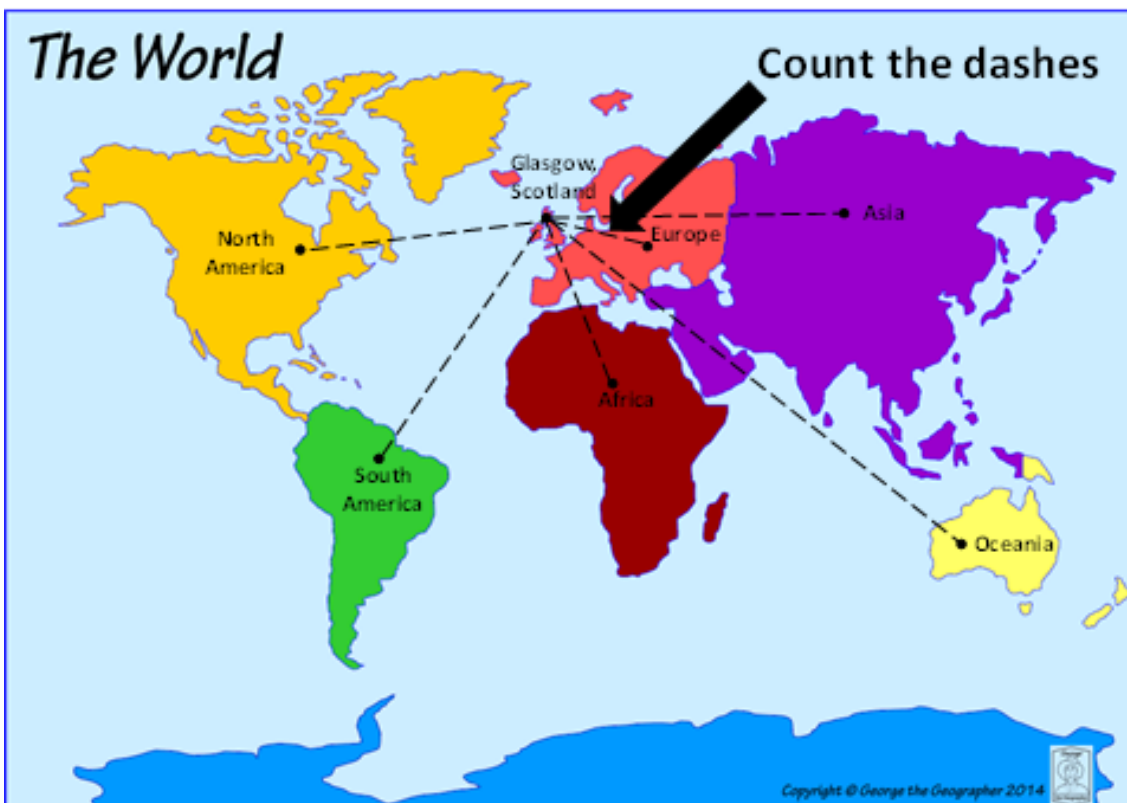 The World
Count the dashes
Glasgow,
Scotland
North
America
Europe
Asia
Africa
South
America
Oceania
Copyright © George the Geographer 2014